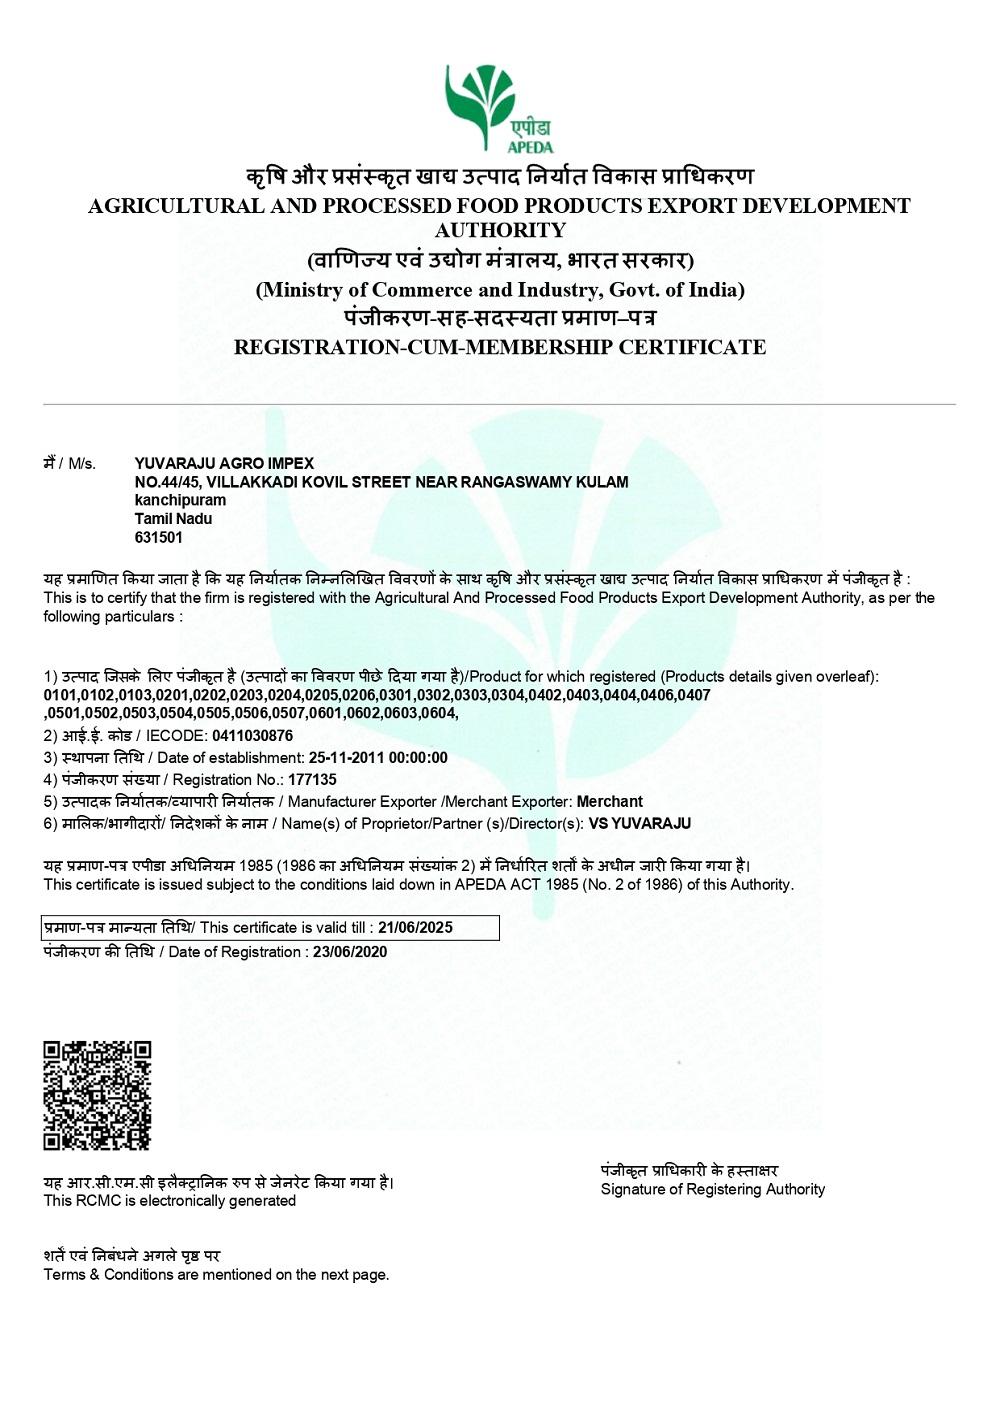 एपीडा
APEDA
कृषि और प्रसंस्कृत खाद्य उत्पाद निर्यात विकास प्राधिकरण
AGRICULTURAL AND PROCESSED FOOD PRODUCTS EXPORT DEVELOPMENT
AUTHORITY
(वाणिज्य एवं उद्योग मंत्रालय, भारत सरकार)
(Ministry of Commerce and Industry, Govt. of India)
पंजीकरण-सह-सदस्यता प्रमाण–पत्र
REGISTRATION-CUM-MEMBERSHIP CERTIFICATE
मैं / M/s. YUVARAJU AGRO IMPEX
NO.44/45, VILLAKKADI KOVIL STREET NEAR RANGASWAMY KULAM
kanchipuram
Tamil Nadu
631501
यह प्रमाणित किया जाता है कि यह निर्यातक निम्नलिखित विवरणों के साथ कृषि और प्रसंस्कृत खाद्य उत्पाद निर्यात विकास प्राधिकरण में पंजीकृत है :
This is to certify that the firm is registered with the Agricultural And Processed Food Products Export Development Authority, as per the
following particulars :
1) उत्पाद जिसके लिए पंजीकृत है (उत्पादों का विवरण पीछे दिया गया है)/Product for which registered (Products details given overleaf):
0101,0102,0103,0201,0202,0203,0204,0205,0206,0301,0302,0303,0304,0402,0403,0404,0406,0407
,0501,0502,0503,0504,0505,0506,0507,0601,0602,0603,0604,
2) आई.ई. कोड / IECODE: 0411030876
3) स्थापना तिथि / Date of establishment: 25-11-2011 00:00:00
4) पंजीकरण संख्या / Registration No.: 177135
5) उत्पादक निर्यातक/व्यापारी निर्यातक / Manufacturer Exporter /Merchant Exporter: Merchant
6) मालिक/भागीदारों/ निदेशकों के नाम / Name(s) of Proprietor/Partner (s)/Director(s): VS YUVARAJU
यह प्रमाण-पत्र एपीडा अधिनियम 1985 (1986 का अधिनियम संख्यांक 2) में निर्धारित शर्तों के अधीन जारी किया गया है।
This certificate is issued subject to the conditions laid down in APEDA ACT 1985 (No. 2 of 1986) of this Authority.
प्रमाण-पत्र मान्यता तिथि/ This certificate is valid till : 21/06/2025
पंजीकरण की तिथि / Date of Registration : 23/06/2020
पंजीकृत प्राधिकारी के हस्ताक्षर
Signature of Registering Authority
यह आर.सी.एम.सी इलैक्ट्रानिक रुप से जेनरेट किया गया है।
This RCMC is electronically generated
शर्तें एवं निबंधने अगले पृष्ठ पर
Terms & Conditions are mentioned on the next page.